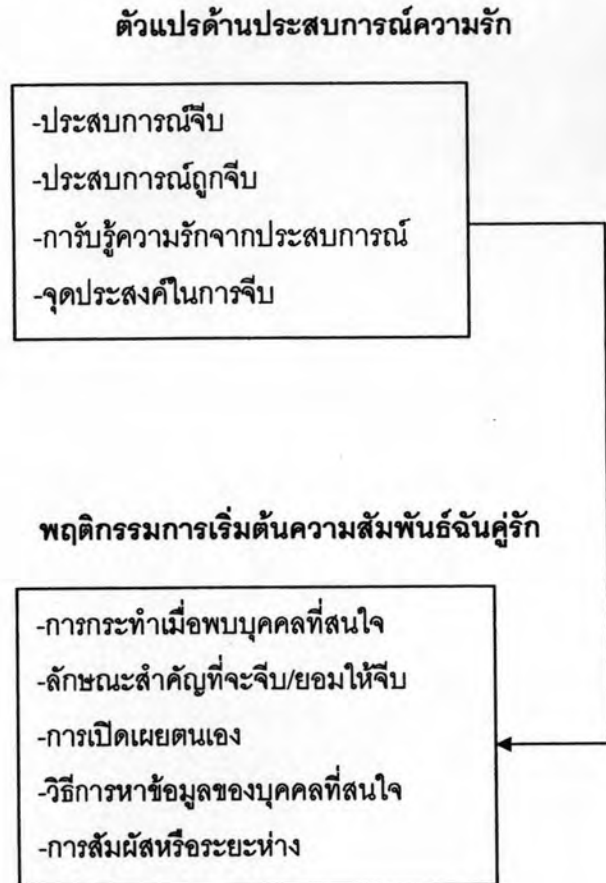 ตัวแปรด้านประสบการณ์ความรัก
-ประสบการณ์จีบ
-ประสบการณ์ถูกจีบ
-การับรู้ความรักจากประสบการณ์
-จุดประสงค์ในการจีบ
พฤติกรรมการเริ่มต้นความสัมพันธ์ฉันคู่รัก
-การกระทำเมื่อพบบุคคลที่สนใจ
-ลักษณะสำคัญที่จะจีบ/ยอมให้จีบ
-การเปิดเผยตนเอง
-วิธีการหาข้อมูลของบุคคลที่สนใจ
-การสัมผัสหรือระยะห่าง